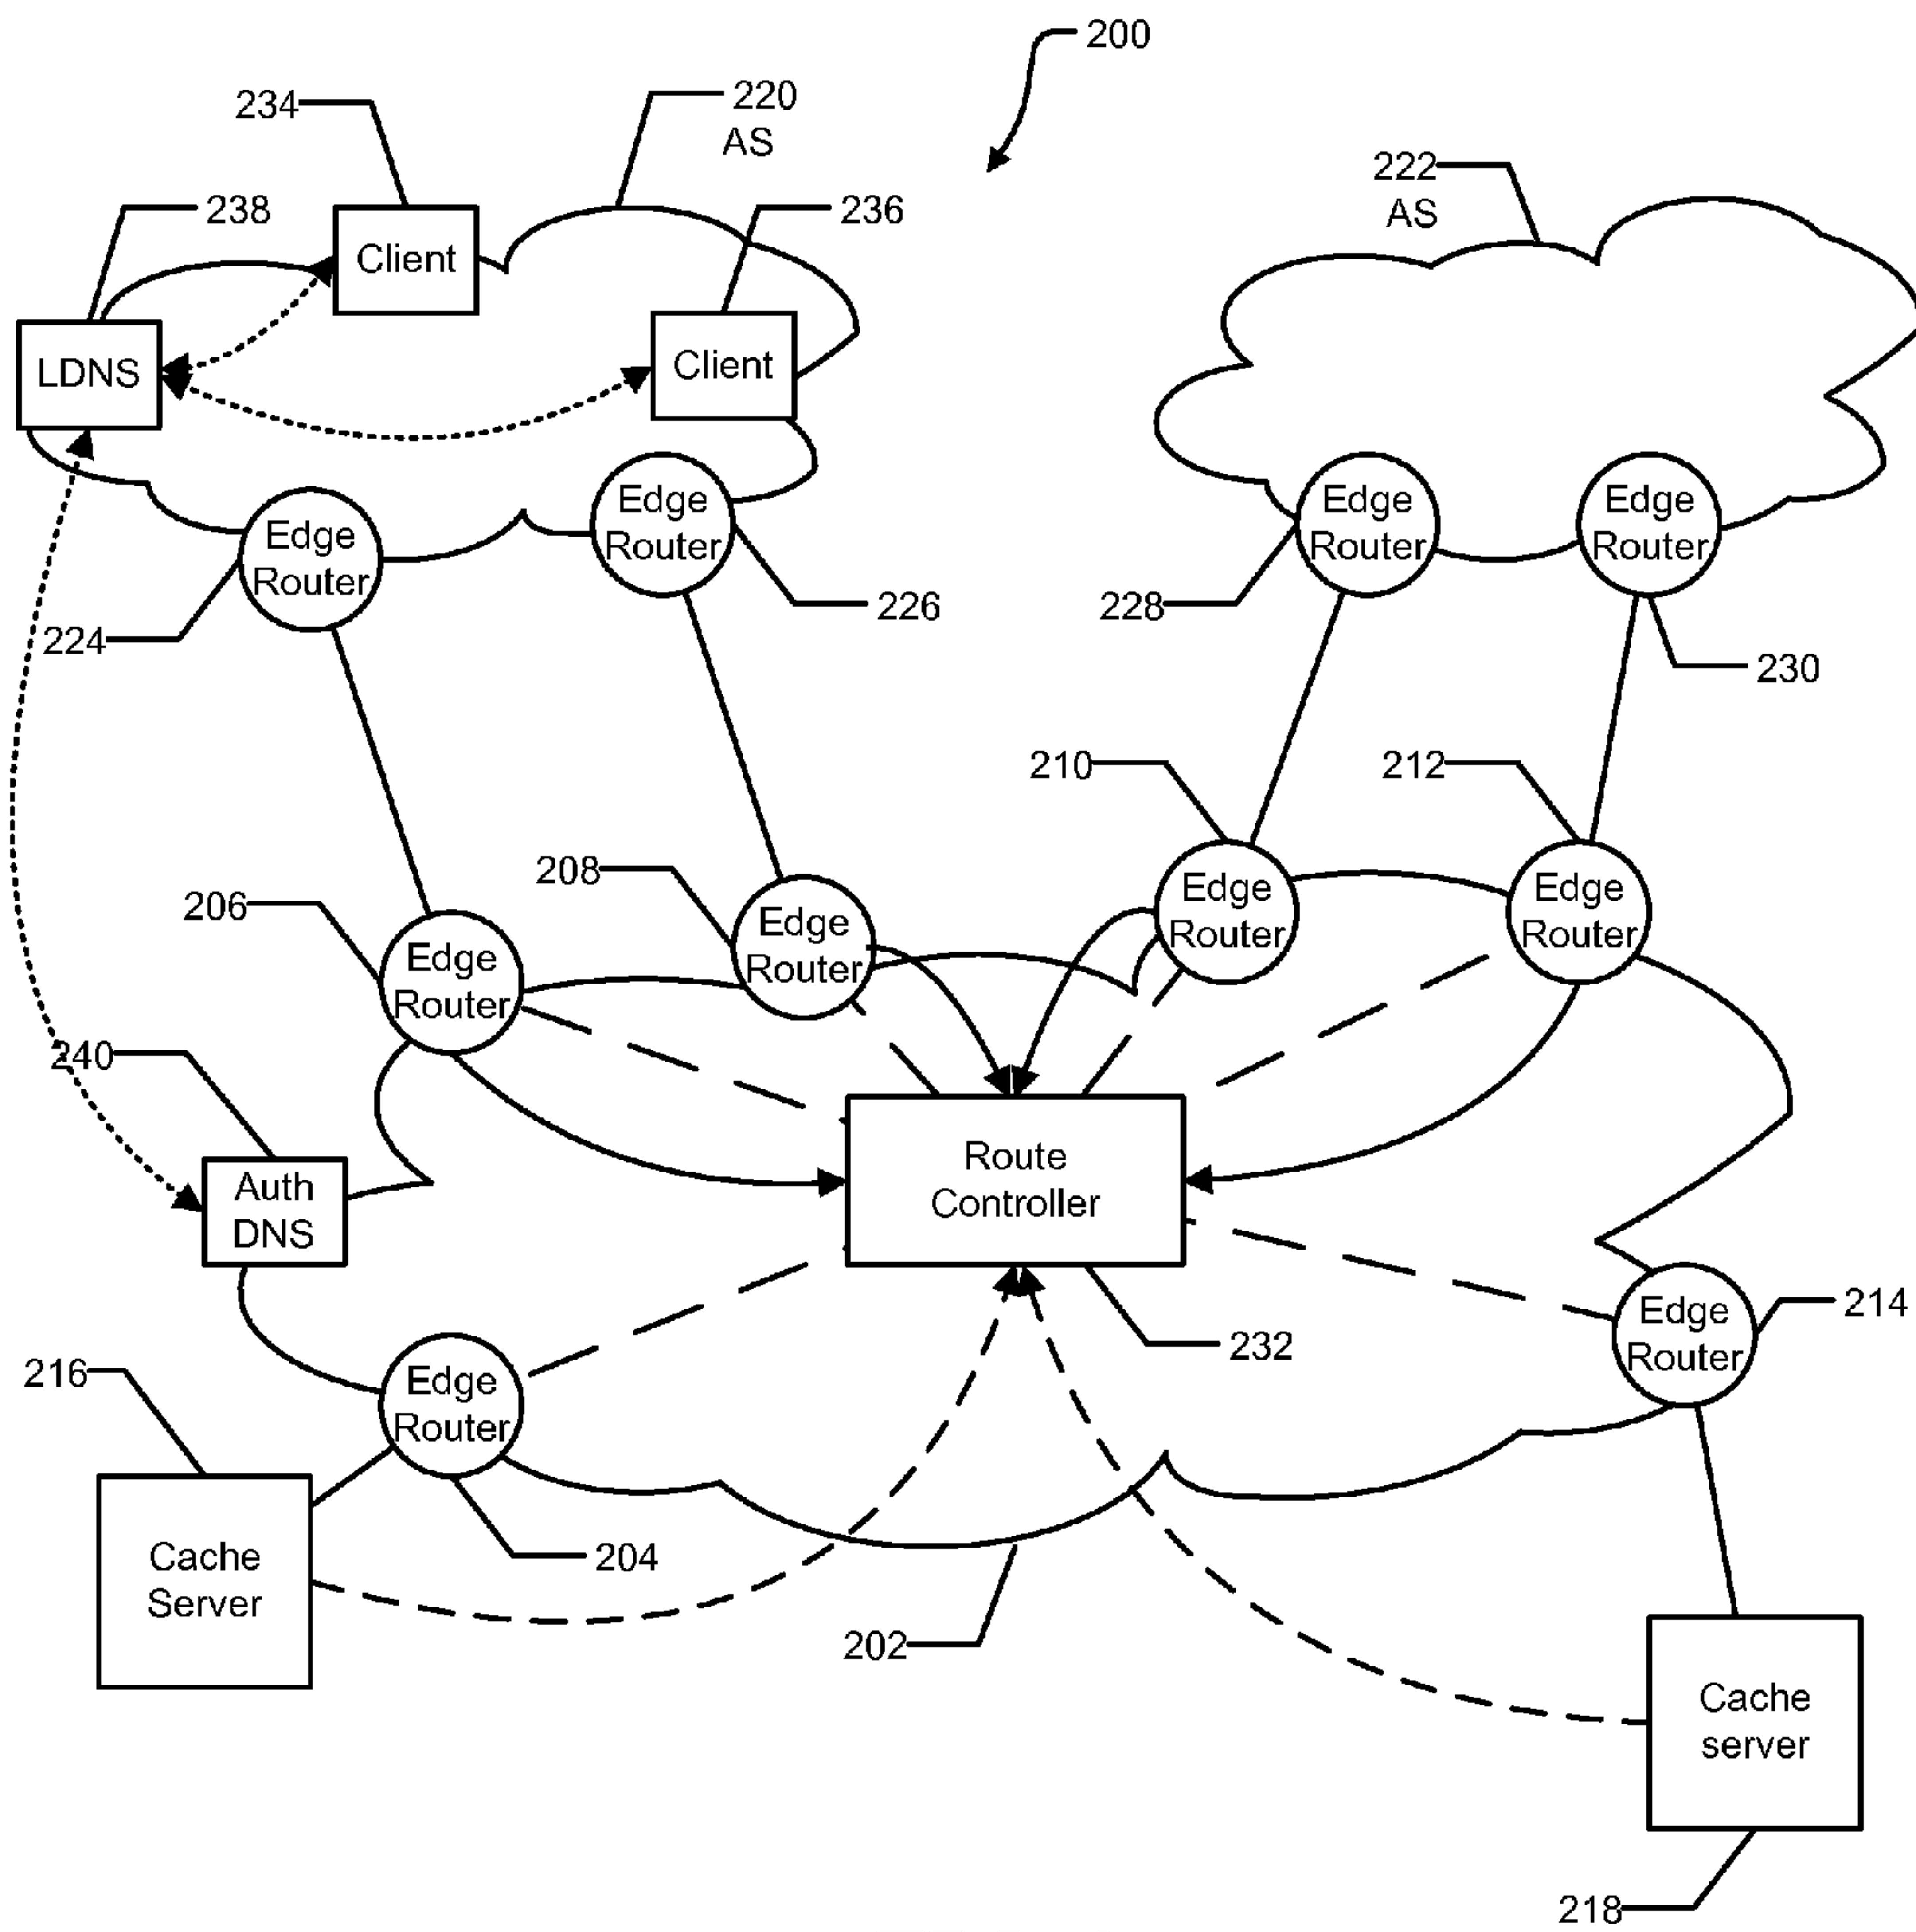 200
234
220
AS
222
AS
238
Client
236
LDNS
Client
Edge
Router
Edge
Router
Edge
Router
Edge
Router
224
226
228
230
210
212
208
206
Edge
Router
Edge
Router
Edge
Router
Edge
Router
240
Auth
DNS
Route
Controller
232
Edge
Router
214
216
Edge
Router
204
Cache
Server
202
Cache
server
218